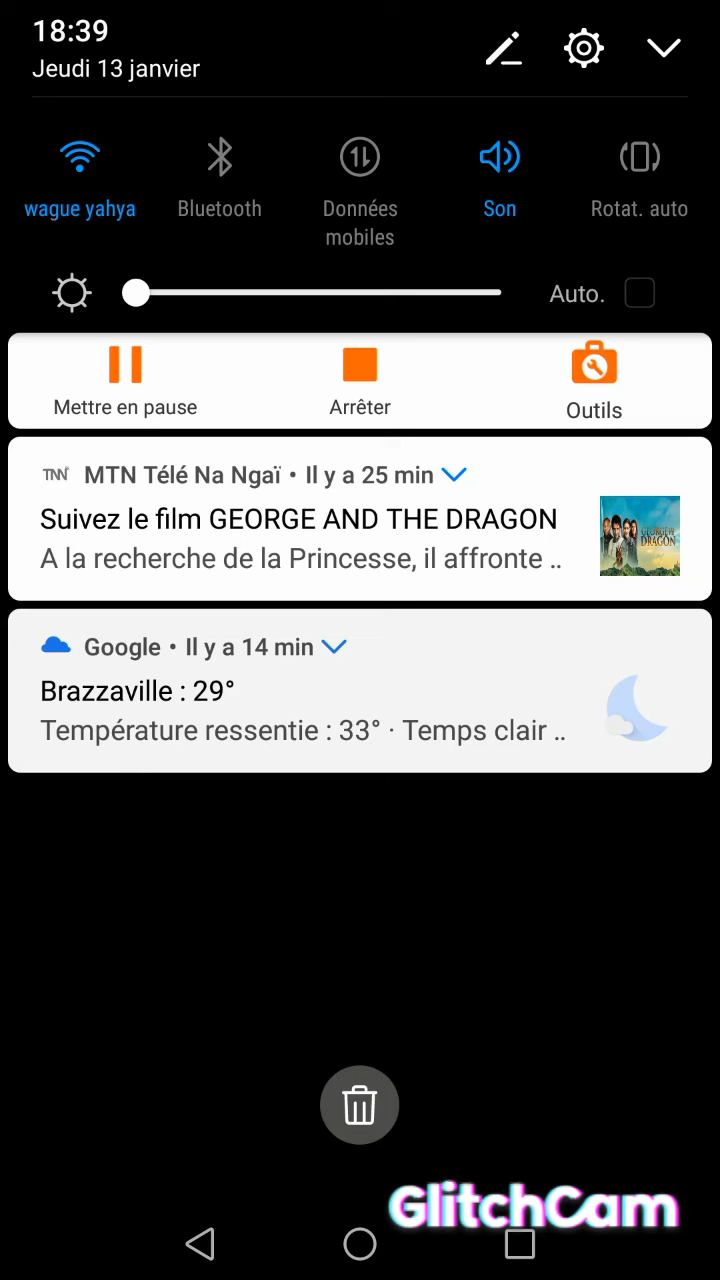 18:39
Jeudi 13 janvier
wague yahya
Bluetooth
Données
mobiles
Son
Rotat. auto
Auto.
Mettre en pause
Arrêter
Outils
TNN MTN Télé Na Ngaï • Il y a 25 min
Suivez le film GEORGE AND THE DRAGON
A la recherche de la Princesse, il affronte ..
DRAGON
Google • Il y a 14 min
Brazzaville : 29°
Température ressentie : 33° · Temps clair ..
GlitchCam